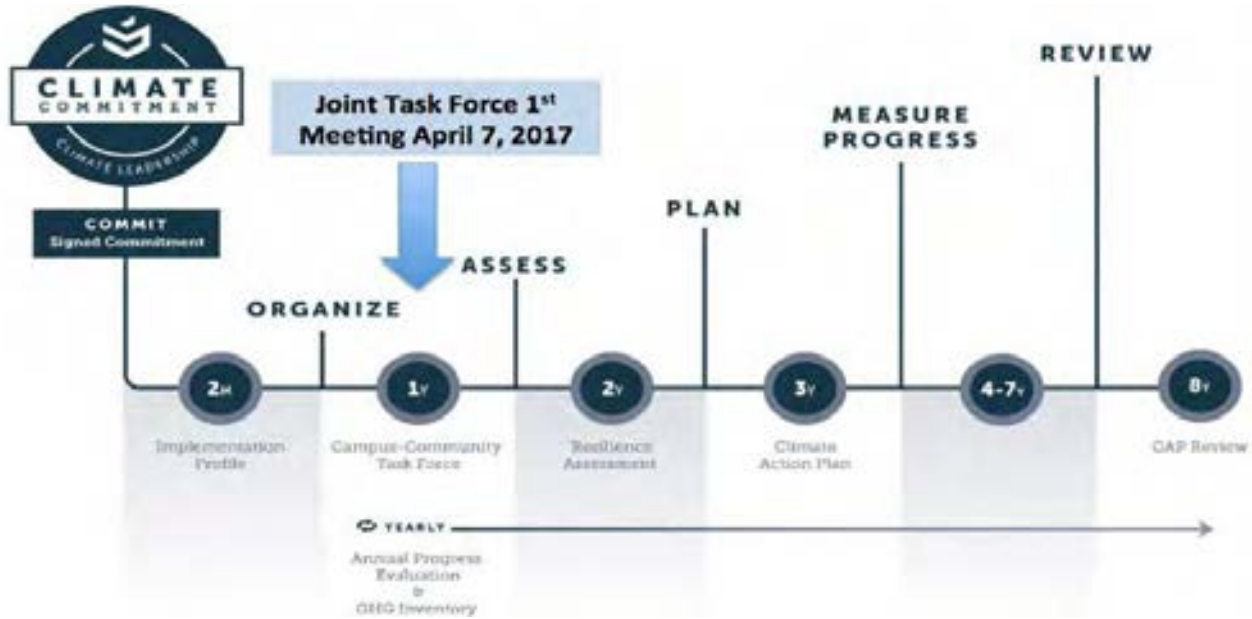 CLIMATE
COMMITMENT
CLIMATE LEADERSHIP
COMMIT
Signed Commitment
Joint Task Force 1st
Meeting April 7, 2017
ORGANIZE
ASSESS
PLAN
MEASURE
PROGRESS
REVIEW
2M
1Y
2Y
3Y
4-7Y
8Y
Implementation
Profile
Campus-Community
Task Force
Resilience
Assessment
Climate
Action Plan
CAP Review
YEARLY
Annual Progress
Evaluation
&
GHG Inventory